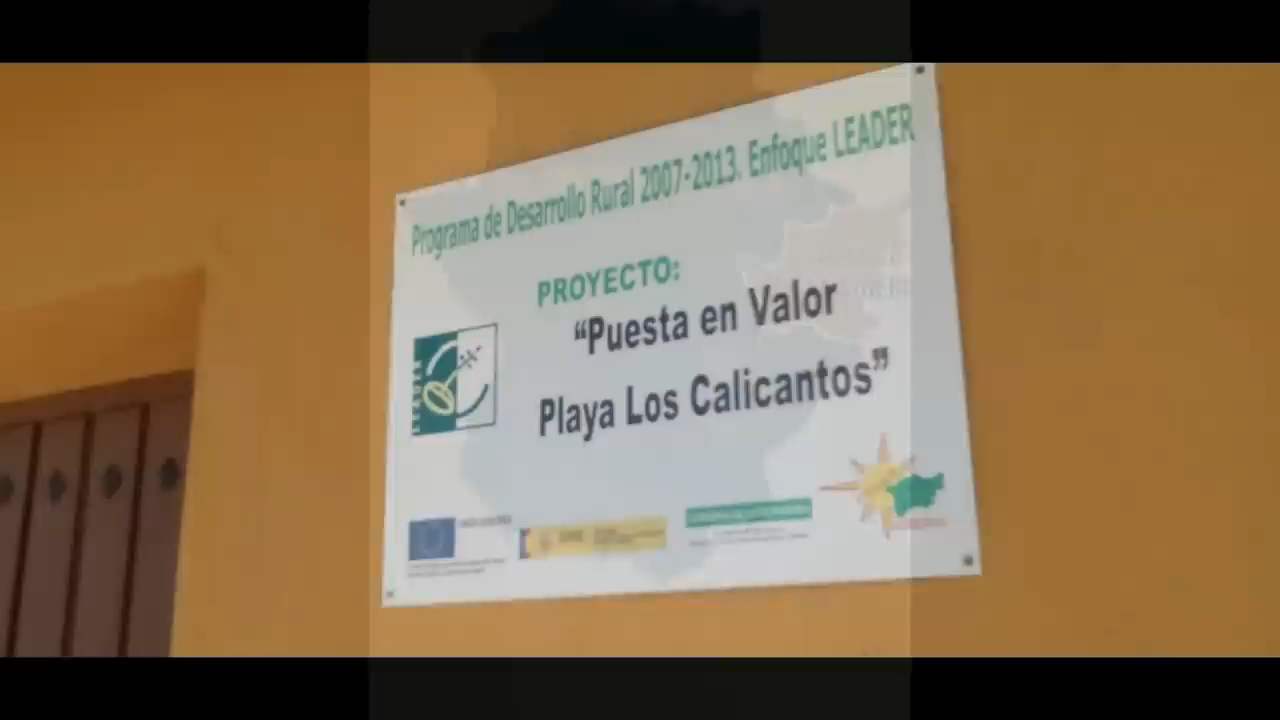 Programa de Desarrollo Rural 2007-2013. Enfoque LEADER
PROYECTO:
“Puesta en Valor
Playa Los Calicantos”